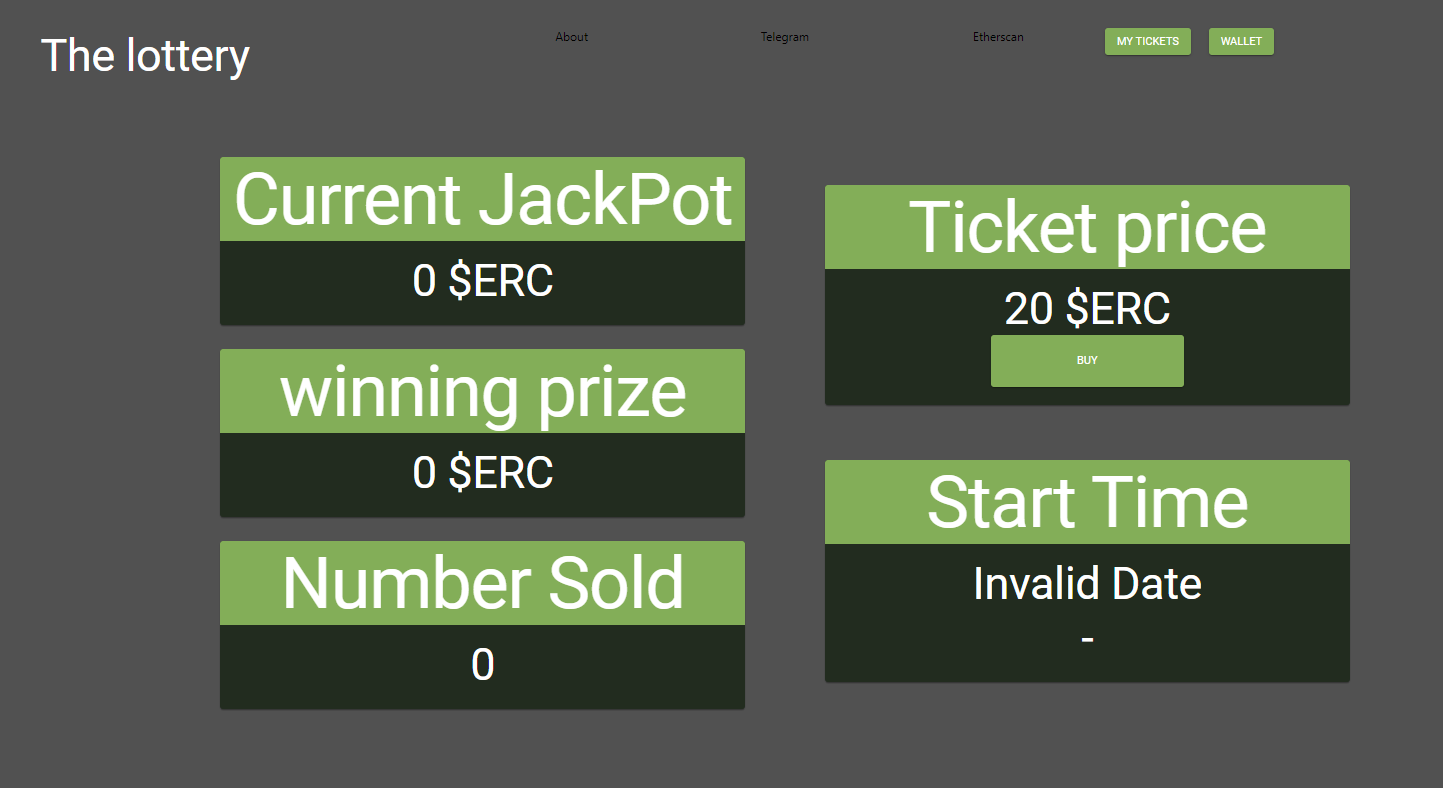 The lottery
About
Telegram
Etherscan
MY TICKETS
WALLET
Current JackPot
0 $ERC
winning prize
0 $ERC
Number Sold
0
Ticket price
20 $ERC
BUY
Start Time
Invalid Date
-